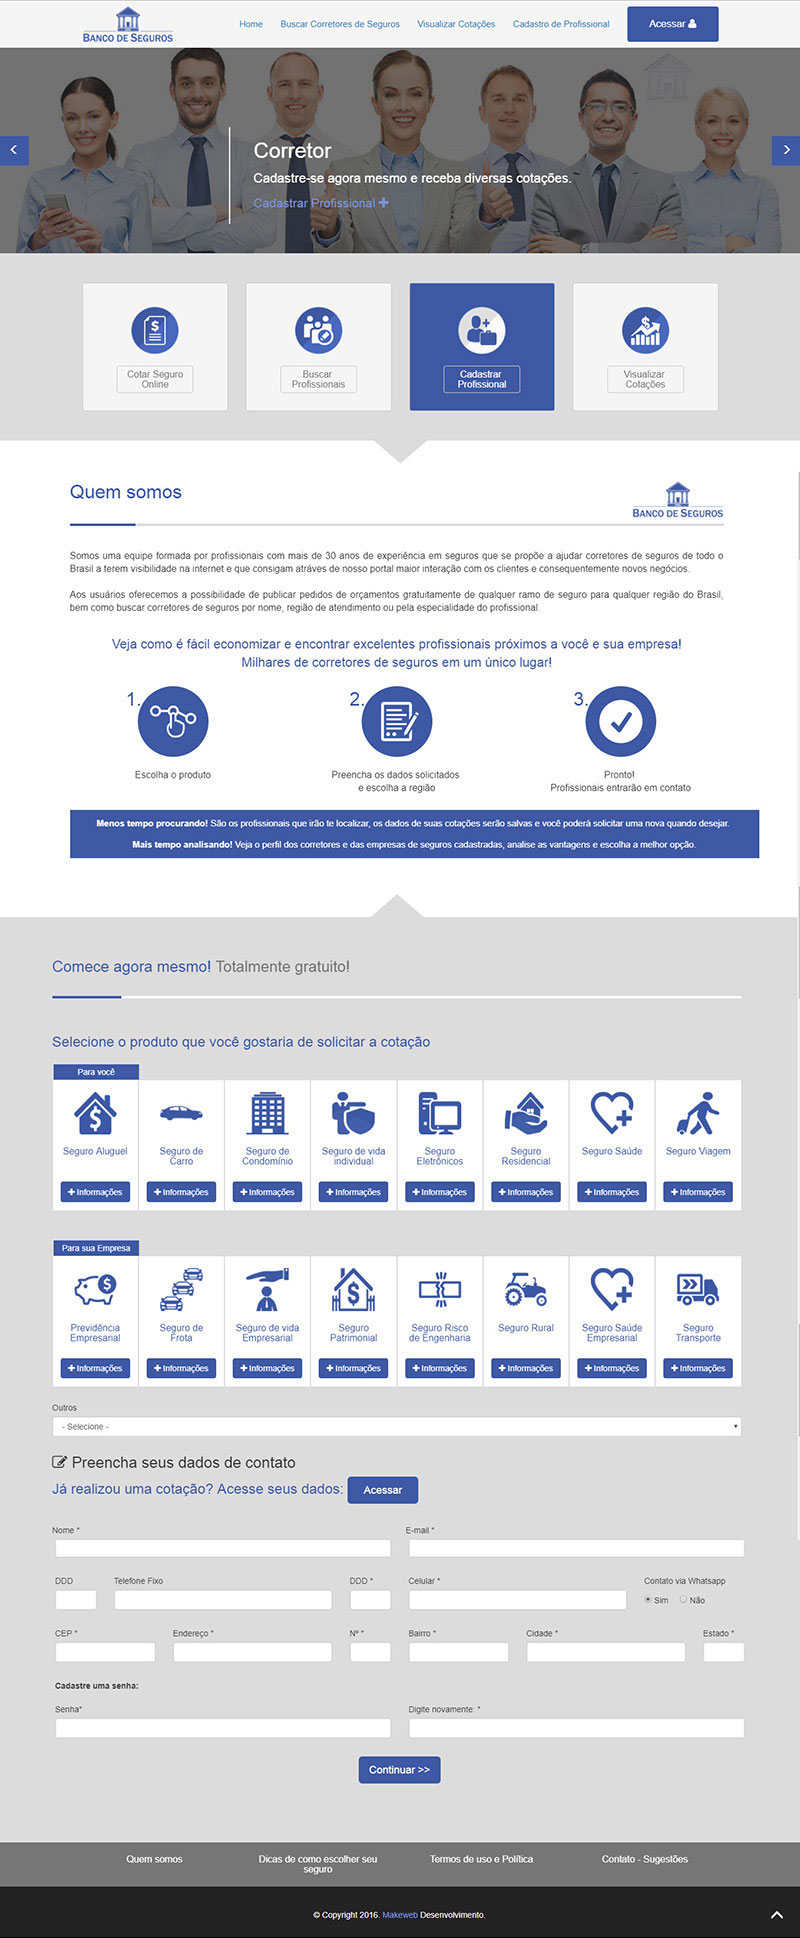 BANCO DE SEGUROS
Home
Buscar Corretores de Seguros
Visualizar Cotações
Cadastro de Profissional
Acessar
Corretor
Cadastre-se agora mesmo e receba diversas cotações.
Cadastrar Profissional
Cotar Seguro
Online
Buscar
Profissionais
Cadastrar
Profissional
Visualizar
Cotações
Quem somos
BANCO DE SEGUROS
Somos uma equipe formada por profissionais com mais de 30 anos de experiência em seguros que se propõe a ajudar corretores de seguros de todo o
Brasil a terem visibilidade na internet e que consigam atráves de nosso portal maior interação com os clientes e consequentemente novos negócios.
Aos usuários oferecemos a possibilidade de publicar pedidos de orçamentos gratuitamente de qualquer ramo de seguro para qualquer região do Brasil,
bem como buscar corretores de seguros por nome, região de atendimento ou pela especialidade do profissional.
Veja como é fácil economizar e encontrar excelentes profissionais próximos a você e sua empresa!
Milhares de corretores de seguros em um único lugar!
1.
2.
3.
Escolha o produto
Preencha os dados solicitados
e escolha a região
Pronto!
Profissionais entrarão em contato
Menos tempo procurando! São os profissionais que irão te localizar, os dados de suas cotações serão salvas e você poderá solicitar uma nova quando desejar.
Mais tempo analisando! Veja o perfil dos corretores e das empresas de seguros cadastradas, analise as vantagens e escolha a melhor opção.
Comece agora mesmo! Totalmente gratuito!
Selecione o produto que você gostaria de solicitar a cotação
Para você
Seguro Aluguel
Seguro de
Carro
Seguro de
Condomínio
Seguro de vida
individual
Seguro
Eletrônicos
Seguro
Residencial
Seguro Saúde
Seguro Viagem
+ Informações
+ Informações
+ Informações
+ Informações
+ Informações
+ Informações
+ Informações
+ Informações
Para sua Empresa
Previdência
Empresarial
Seguro de
Frota
Seguro de vida
Empresarial
Seguro
Patrimonial
Seguro Risco
de Engenharia
Seguro Rural
Seguro Saúde
Empresarial
Seguro
Transporte
+ Informações
+ Informações
+ Informações
+ Informações
+ Informações
+ Informações
+ Informações
+ Informações
Outros
- Selecione -
Preencha seus dados de contato
Já realizou uma cotação? Acesse seus dados:
Acessar
Nome *
E-mail *
DDD
Telefone Fixo
DDD *
Celular *
Contato via Whatsapp
Sim
Não
CEP *
Endereço *
Nº *
Bairro *
Cidade *
Estado *
Cadastre uma senha:
Senha*
Digite novamente: *
Continuar >>
Quem somos
Dicas de como escolher seu
seguro
Termos de uso e Política
Contato - Sugestões
© Copyright 2016. Makeweb Desenvolvimento.